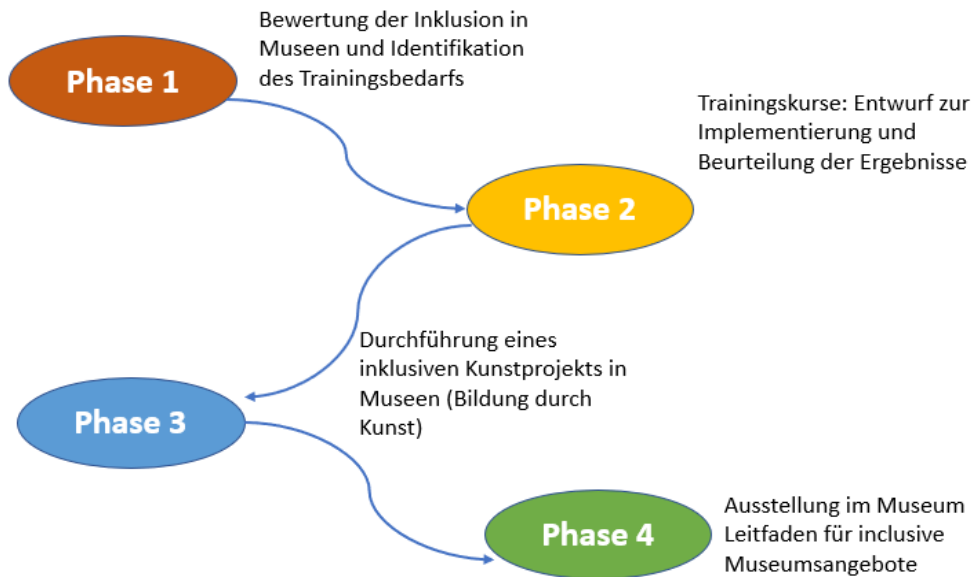 Bewertung der Inklusion in
Museen und Identifikation
des Trainingsbedarfs
Phase 1
Trainingskurse: Entwurf zur
Implementierung und
Beurteilung der Ergebnisse
Phase 2
Durchführung eines
inklusiven Kunstprojekts in
Museen (Bildung durch
Kunst)
Phase 3
Ausstellung im Museum
Leitfaden für inclusive
Museumsangebote
Phase 4